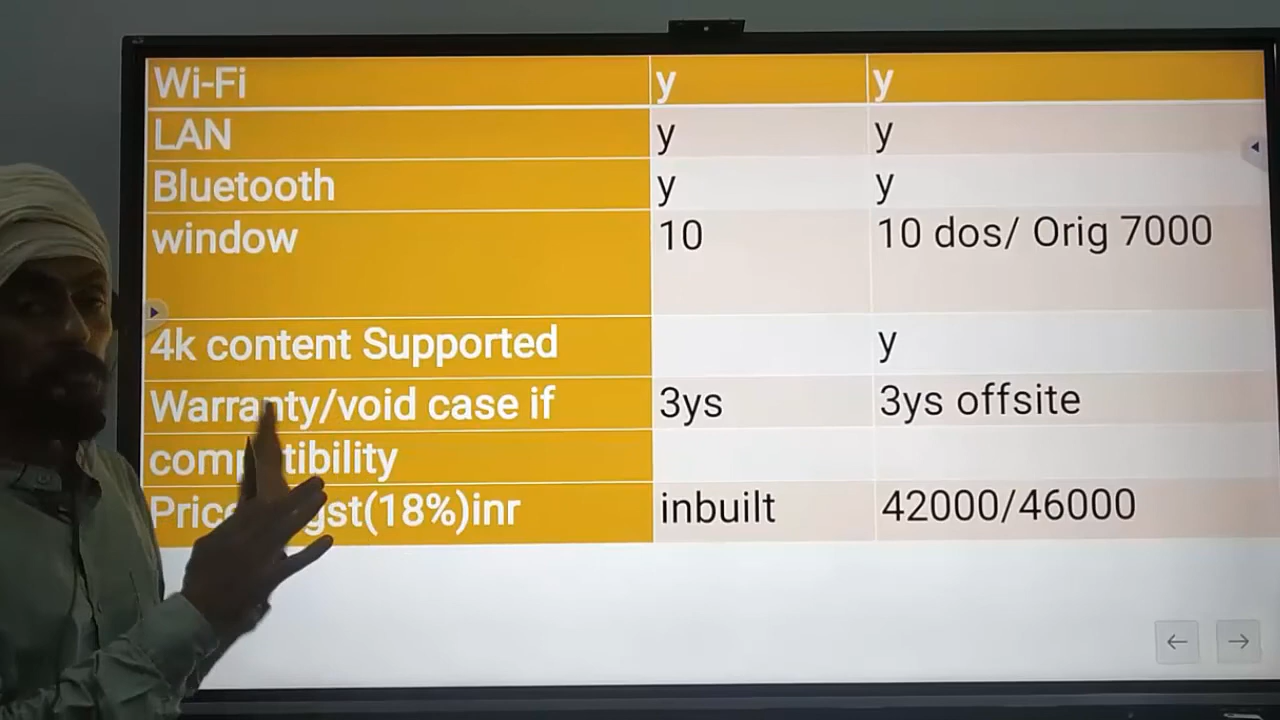 Wi-Fi y y
LAN y y
Bluetooth y y
window 10 10 dos/ Orig 7000
4k content Supported y
Warranty/void case if 3ys 3ys offsite
compatibility
Price gst(18%)inr inbuilt 42000/46000